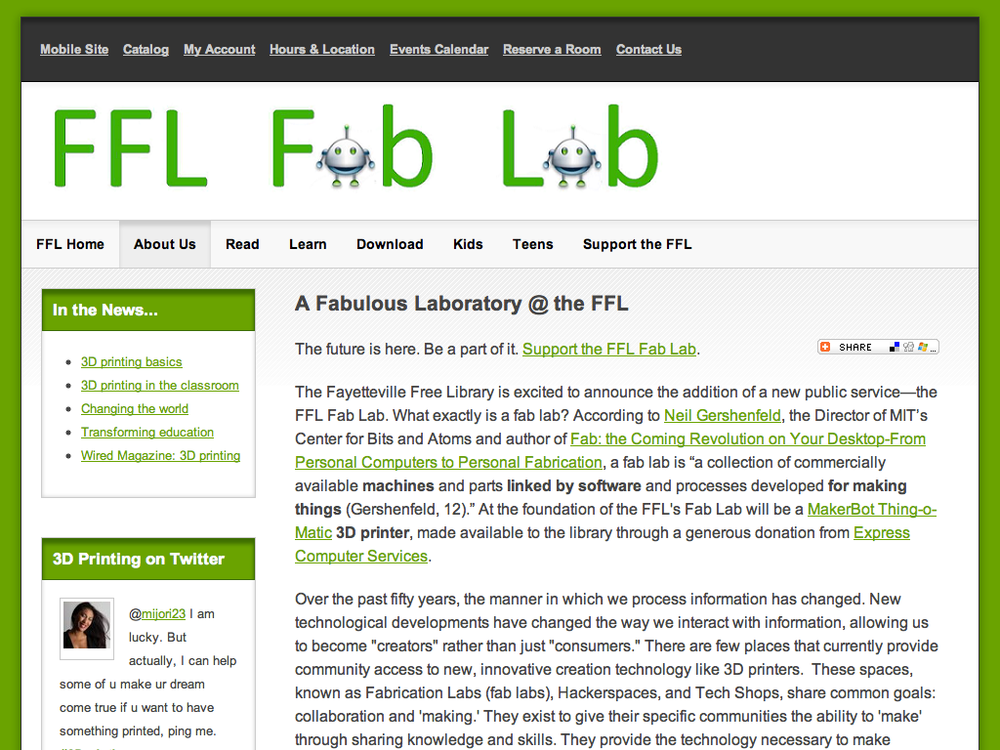 Mobile Site Catalog My Account Hours & Location Events Calendar Reserve a Room Contact Us
FFL Fab Lab
FFL Home About Us Read Learn Download Kids Teens Support the FFL
In the News...
3D printing basics
3D printing in the classroom
Changing the world
Transforming education
Wired Magazine: 3D printing
3D Printing on Twitter
@mijori23 I am
lucky. But
actually, I can help
some of u make ur dream
come true if u want to have
something printed, ping me.
A Fabulous Laboratory @ the FFL
The future is here. Be a part of it. Support the FFL Fab Lab.
SHARE ...
The Fayetteville Free Library is excited to announce the addition of a new public service—the
FFL Fab Lab. What exactly is a fab lab? According to Neil Gershenfeld, the Director of MIT's
Center for Bits and Atoms and author of Fab: the Coming Revolution on Your Desktop-From
Personal Computers to Personal Fabrication, a fab lab is “a collection of commercially
available machines and parts linked by software and processes developed for making
things (Gershenfeld, 12).” At the foundation of the FFL's Fab Lab will be a MakerBot Thing-o-
Matic 3D printer, made available to the library through a generous donation from Express
Computer Services.
Over the past fifty years, the manner in which we process information has changed. New
technological developments have changed the way we interact with information, allowing us
to become "creators" rather than just "consumers." There are few places that currently provide
community access to new, innovative creation technology like 3D printers.  These spaces,
known as Fabrication Labs (fab labs), Hackerspaces, and Tech Shops, share common goals:
collaboration and 'making.' They exist to give their specific communities the ability to 'make'
through sharing knowledge and skills. They provide the technology necessary to make